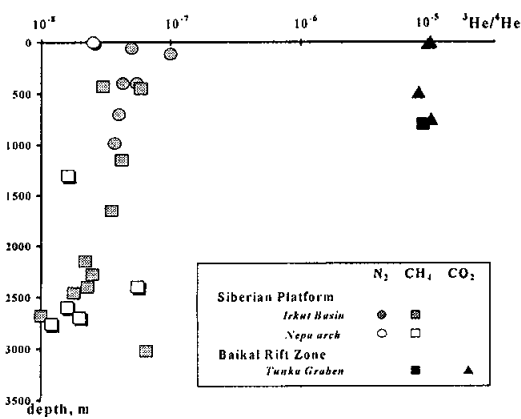 10⁻⁸ 10⁻⁷ 10⁻⁶ 10⁻⁵ ³He/⁴He
0
500
1000
1500
2000
2500
3000
3500
depth, m
N₂ CH₄ CO₂
Siberian Platform
Irkut Basin
Nepa arch
Baikal Rift Zone
Tunka Graben